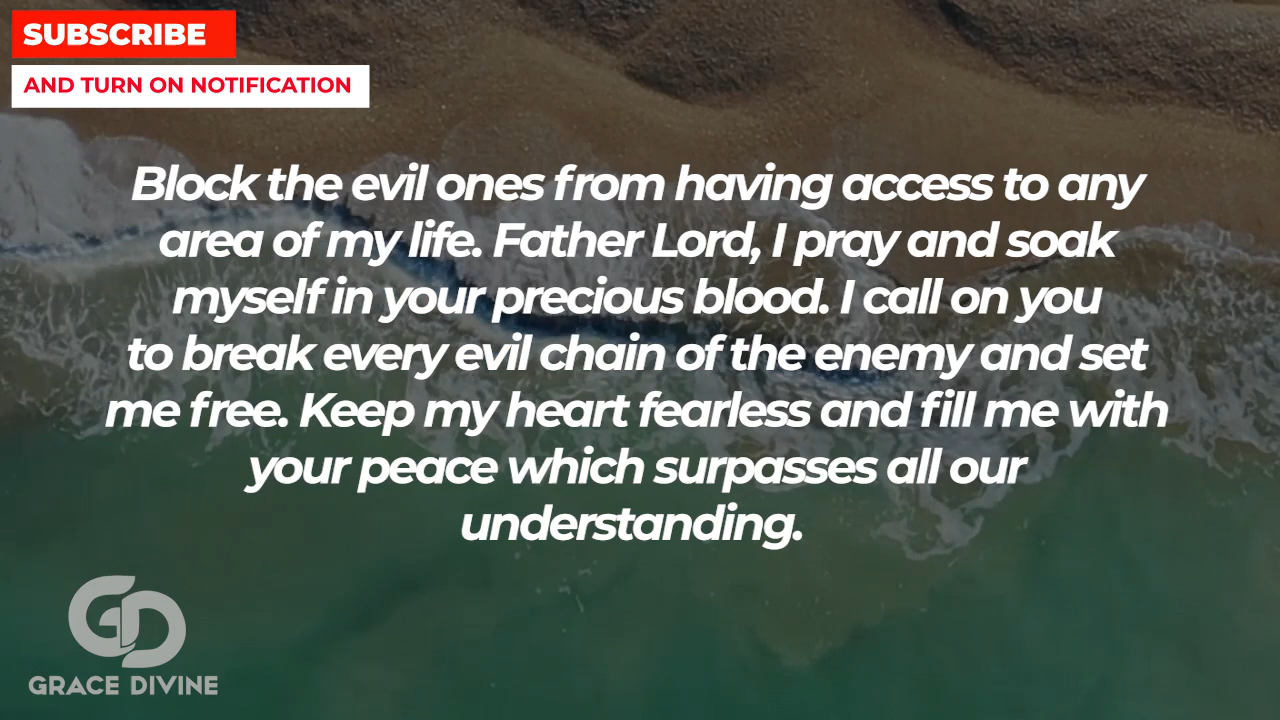 SUBSCRIBE
AND TURN ON NOTIFICATION
Block the evil ones from having access to any
area of my life. Father Lord, I pray and soak
myself in your precious blood. I call on you
to break every evil chain of the enemy and set
me free. Keep my heart fearless and fill me with
your peace which surpasses all our
understanding.
GD
GRACE DIVINE